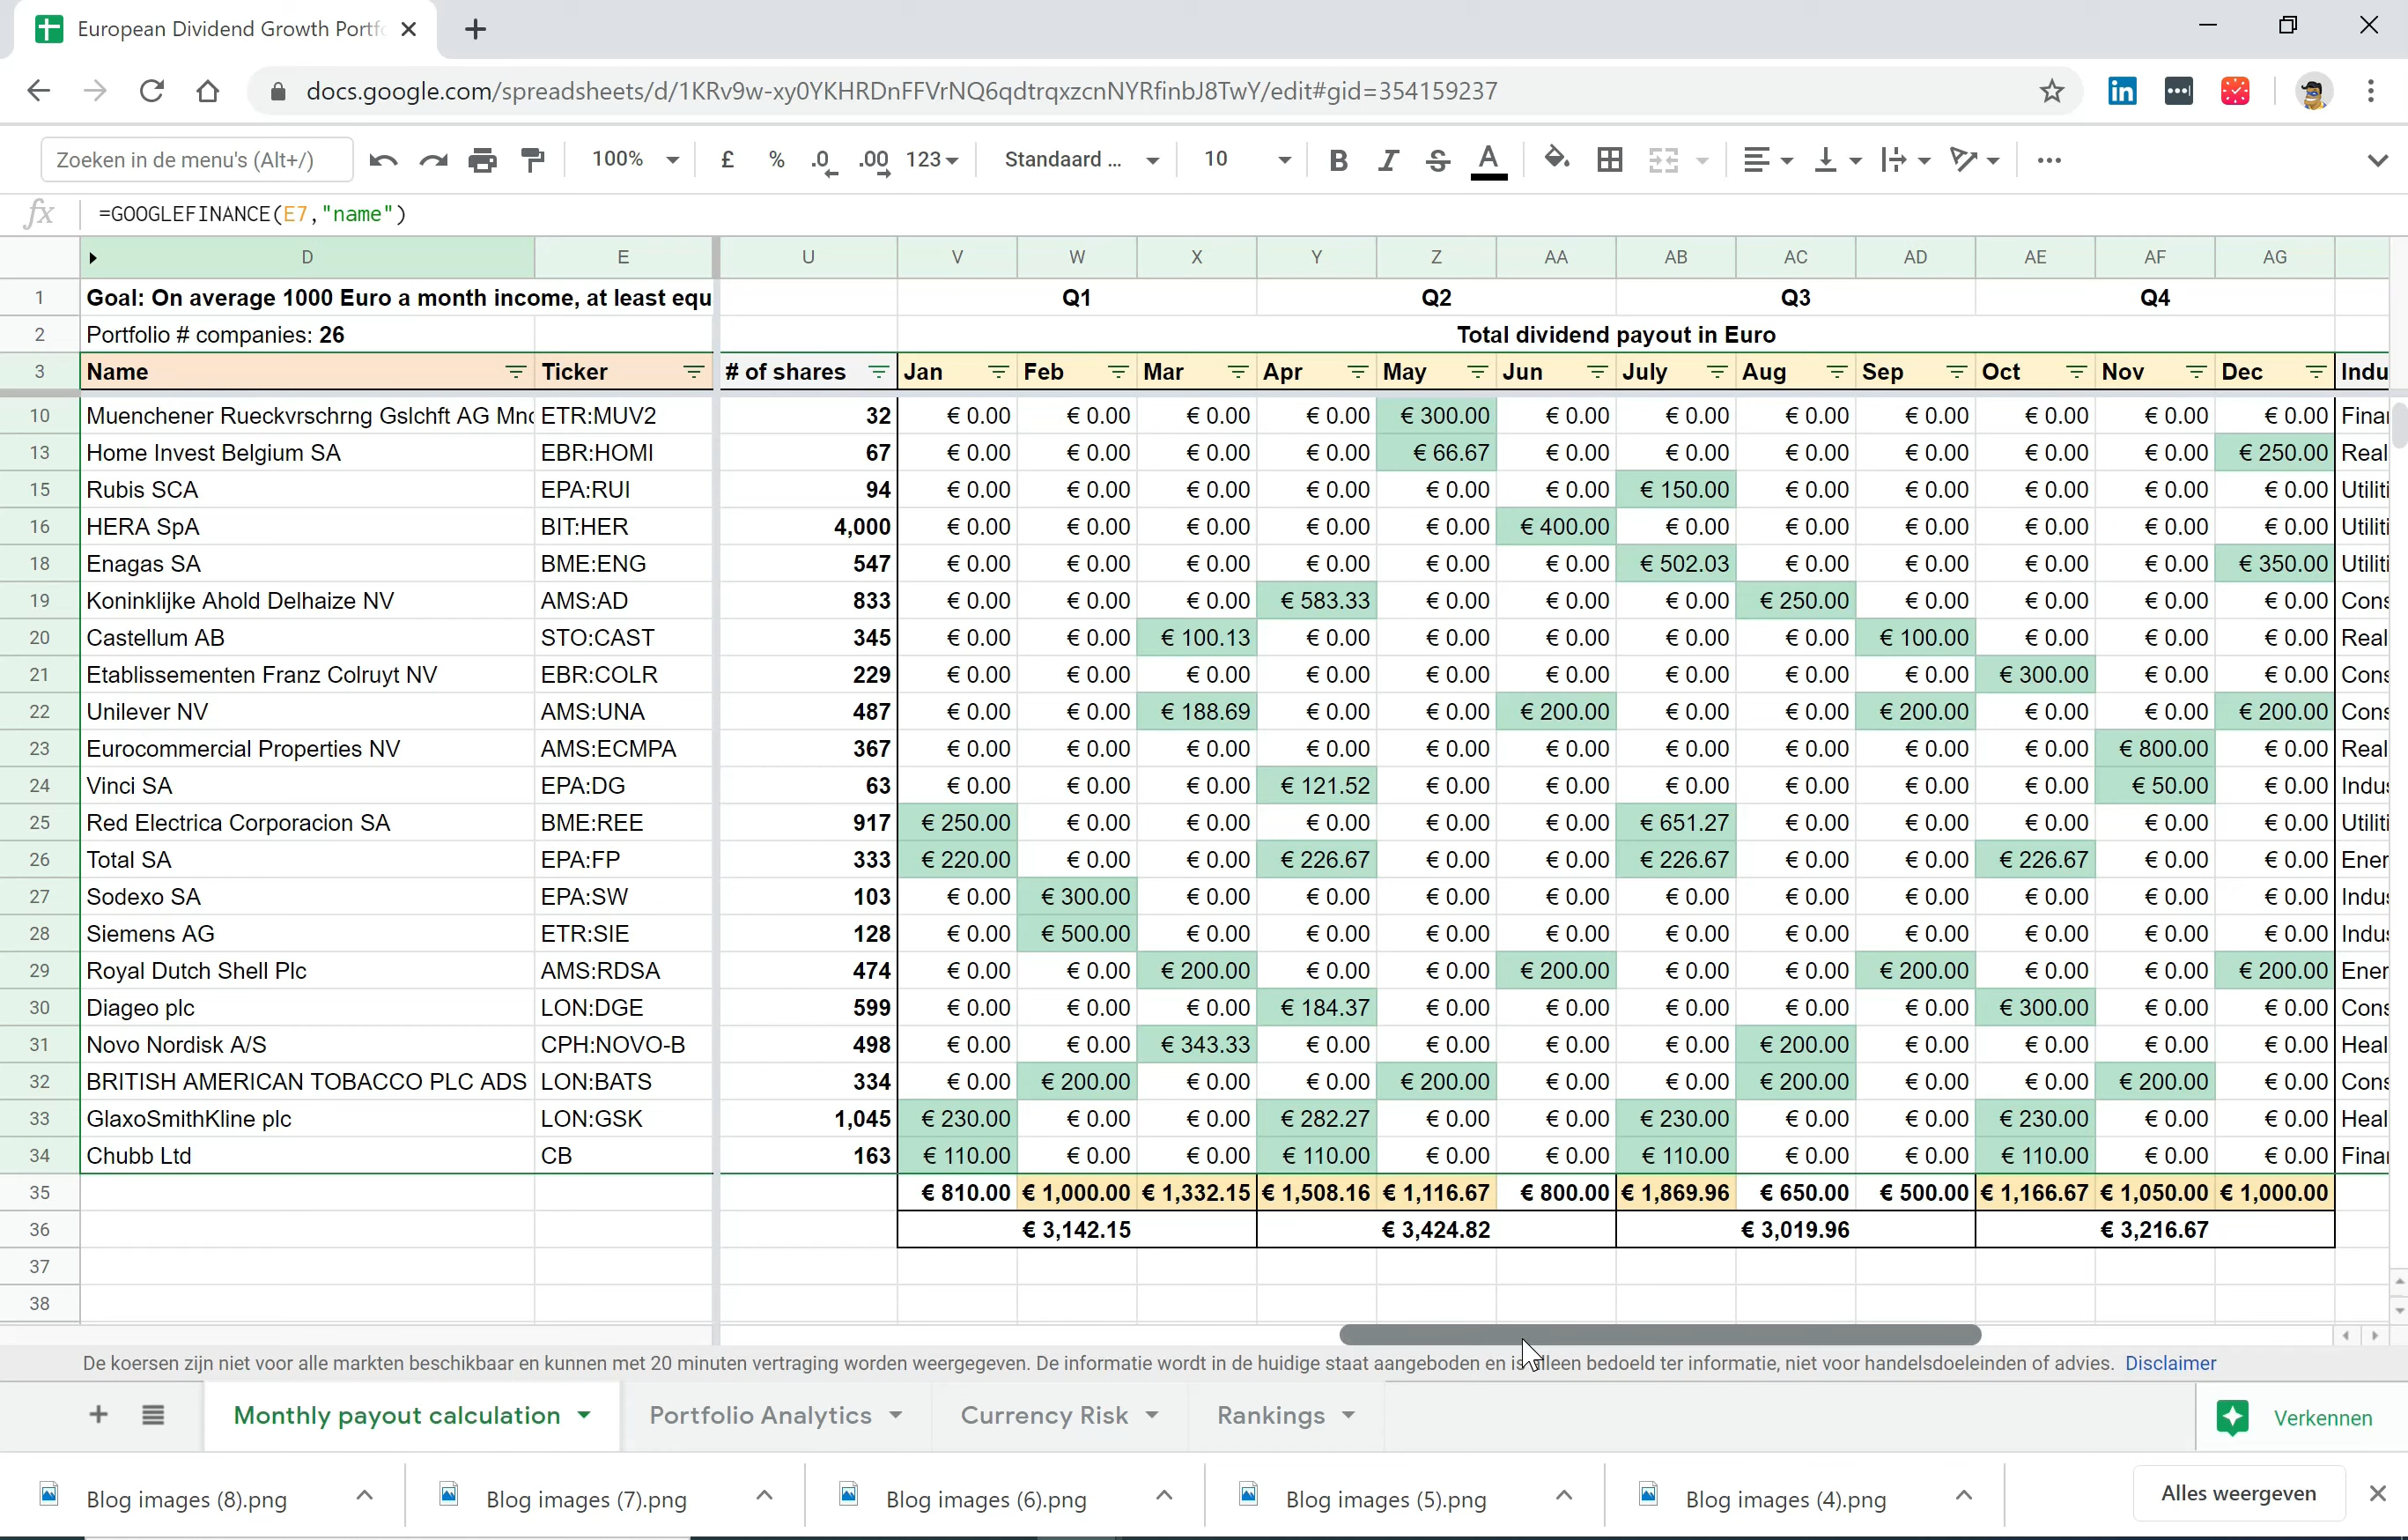 European Dividend Growth Portfo
docs.google.com/spreadsheets/d/1KRv9w-xy0YKHRDnFFVrNQ6qdtrqxzcnNYRfinbJ8TwY/edit#gid=354159237
Zoeken in de menu's (Alt+/) 100% £ % .0 .00 123 Standaard ... 10 B I S A
fx =GOOGLEFINANCE(E7,"name")
D E U V W X Y Z AA AB AC AD AE AF AG
1 Goal: On average 1000 Euro a month income, at least equ Q1 Q2 Q3 Q4
2 Portfolio # companies: 26 Total dividend payout in Euro
3 Name Ticker # of shares Jan Feb Mar Apr May Jun July Aug Sep Oct Nov Dec Indu
10 Muenchener Rueckvrschrng Gslchft AG Mnc ETR:MUV2 32 € 0.00 € 0.00 € 0.00 € 0.00 € 300.00 € 0.00 € 0.00 € 0.00 € 0.00 € 0.00 € 0.00 € 0.00 Finan
13 Home Invest Belgium SA EBR:HOMI 67 € 0.00 € 0.00 € 0.00 € 0.00 € 66.67 € 0.00 € 0.00 € 0.00 € 0.00 € 0.00 € 0.00 € 250.00 Real
15 Rubis SCA EPA:RUI 94 € 0.00 € 0.00 € 0.00 € 0.00 € 0.00 € 0.00 € 150.00 € 0.00 € 0.00 € 0.00 € 0.00 € 0.00 Utiliti
16 HERA SpA BIT:HER 4,000 € 0.00 € 0.00 € 0.00 € 0.00 € 0.00 € 400.00 € 0.00 € 0.00 € 0.00 € 0.00 € 0.00 € 0.00 Utiliti
18 Enagas SA BME:ENG 547 € 0.00 € 0.00 € 0.00 € 0.00 € 0.00 € 0.00 € 502.03 € 0.00 € 0.00 € 0.00 € 0.00 € 350.00 Utiliti
19 Koninklijke Ahold Delhaize NV AMS:AD 833 € 0.00 € 0.00 € 0.00 € 583.33 € 0.00 € 0.00 € 0.00 € 250.00 € 0.00 € 0.00 € 0.00 € 0.00 Cons
20 Castellum AB STO:CAST 345 € 0.00 € 0.00 € 100.13 € 0.00 € 0.00 € 0.00 € 0.00 € 0.00 € 100.00 € 0.00 € 0.00 € 0.00 Real
21 Etablissementen Franz Colruyt NV EBR:COLR 229 € 0.00 € 0.00 € 0.00 € 0.00 € 0.00 € 0.00 € 0.00 € 0.00 € 0.00 € 300.00 € 0.00 € 0.00 Cons
22 Unilever NV AMS:UNA 487 € 0.00 € 0.00 € 188.69 € 0.00 € 0.00 € 200.00 € 0.00 € 0.00 € 200.00 € 0.00 € 0.00 € 200.00 Cons
23 Eurocommercial Properties NV AMS:ECMPA 367 € 0.00 € 0.00 € 0.00 € 0.00 € 0.00 € 0.00 € 0.00 € 0.00 € 0.00 € 0.00 € 800.00 € 0.00 Real
24 Vinci SA EPA:DG 63 € 0.00 € 0.00 € 0.00 € 121.52 € 0.00 € 0.00 € 0.00 € 0.00 € 0.00 € 0.00 € 50.00 € 0.00 Indus
25 Red Electrica Corporacion SA BME:REE 917 € 250.00 € 0.00 € 0.00 € 0.00 € 0.00 € 0.00 € 651.27 € 0.00 € 0.00 € 0.00 € 0.00 € 0.00 Utiliti
26 Total SA EPA:FP 333 € 220.00 € 0.00 € 0.00 € 226.67 € 0.00 € 0.00 € 226.67 € 0.00 € 0.00 € 226.67 € 0.00 € 0.00 Ener
27 Sodexo SA EPA:SW 103 € 0.00 € 300.00 € 0.00 € 0.00 € 0.00 € 0.00 € 0.00 € 0.00 € 0.00 € 0.00 € 0.00 € 0.00 Indus
28 Siemens AG ETR:SIE 128 € 0.00 € 500.00 € 0.00 € 0.00 € 0.00 € 0.00 € 0.00 € 0.00 € 0.00 € 0.00 € 0.00 € 0.00 Indus
29 Royal Dutch Shell Plc AMS:RDSA 474 € 0.00 € 0.00 € 200.00 € 0.00 € 0.00 € 200.00 € 0.00 € 0.00 € 200.00 € 0.00 € 0.00 € 200.00 Ener
30 Diageo plc LON:DGE 599 € 0.00 € 0.00 € 0.00 € 184.37 € 0.00 € 0.00 € 0.00 € 0.00 € 0.00 € 300.00 € 0.00 € 0.00 Cons
31 Novo Nordisk A/S CPH:NOVO-B 498 € 0.00 € 0.00 € 343.33 € 0.00 € 0.00 € 0.00 € 0.00 € 200.00 € 0.00 € 0.00 € 0.00 € 0.00 Heal
32 BRITISH AMERICAN TOBACCO PLC ADS LON:BATS 334 € 0.00 € 200.00 € 0.00 € 0.00 € 200.00 € 0.00 € 0.00 € 200.00 € 0.00 € 0.00 € 200.00 € 0.00 Cons
33 GlaxoSmithKline plc LON:GSK 1,045 € 230.00 € 0.00 € 0.00 € 282.27 € 0.00 € 0.00 € 230.00 € 0.00 € 0.00 € 230.00 € 0.00 € 0.00 Heal
34 Chubb Ltd CB 163 € 110.00 € 0.00 € 0.00 € 110.00 € 0.00 € 0.00 € 110.00 € 0.00 € 0.00 € 110.00 € 0.00 € 0.00 Finan
35 € 810.00 € 1,000.00 € 1,332.15 € 1,508.16 € 1,116.67 € 800.00 € 1,869.96 € 650.00 € 500.00 € 1,166.67 € 1,050.00 € 1,000.00
36 € 3,142.15 € 3,424.82 € 3,019.96 € 3,216.67
37
38
De koersen zijn niet voor alle markten beschikbaar en kunnen met 20 minuten vertraging worden weergegeven. De informatie wordt in de huidige staat aangeboden en is alleen bedoeld ter informatie, niet voor handelsdoeleinden of advies. Disclaimer
Monthly payout calculation Portfolio Analytics Currency Risk Rankings Verkennen
Blog images (8).png Blog images (7).png Blog images (6).png Blog images (5).png Blog images (4).png Alles weergeven